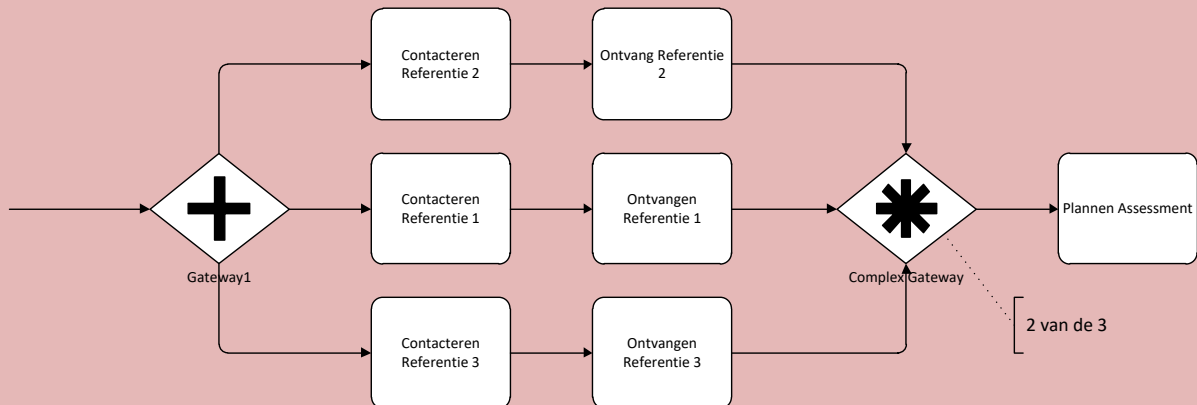 Contacteren
Referentie 2
Ontvang Referentie
2
Contacteren
Referentie 1
Ontvangen
Referentie 1
Plannen Assessment
Gateway1
Complex Gateway
Contacteren
Referentie 3
Ontvangen
Referentie 3
2 van de 3